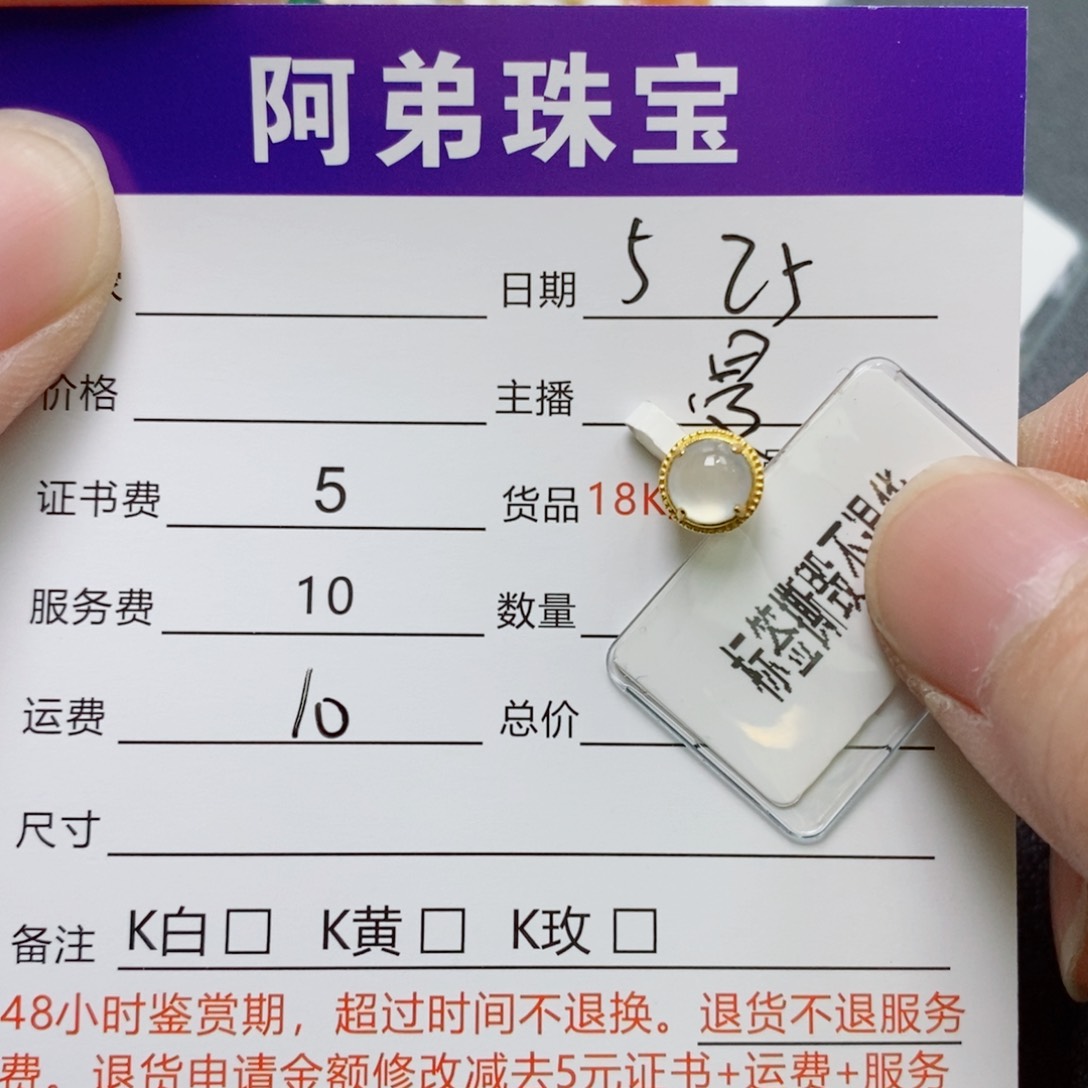 阿弟珠宝
日期 5 25
价格 主播
证书费 5 货品 18K
服务费 10 数量
运费 10 总价
标签撕毁不退货
尺寸
备注 K白□ K黄□ K玫□
48小时鉴赏期，超过时间不退换。退货不退服务
费。退货申请金额修改减去5元证书+运费+服务